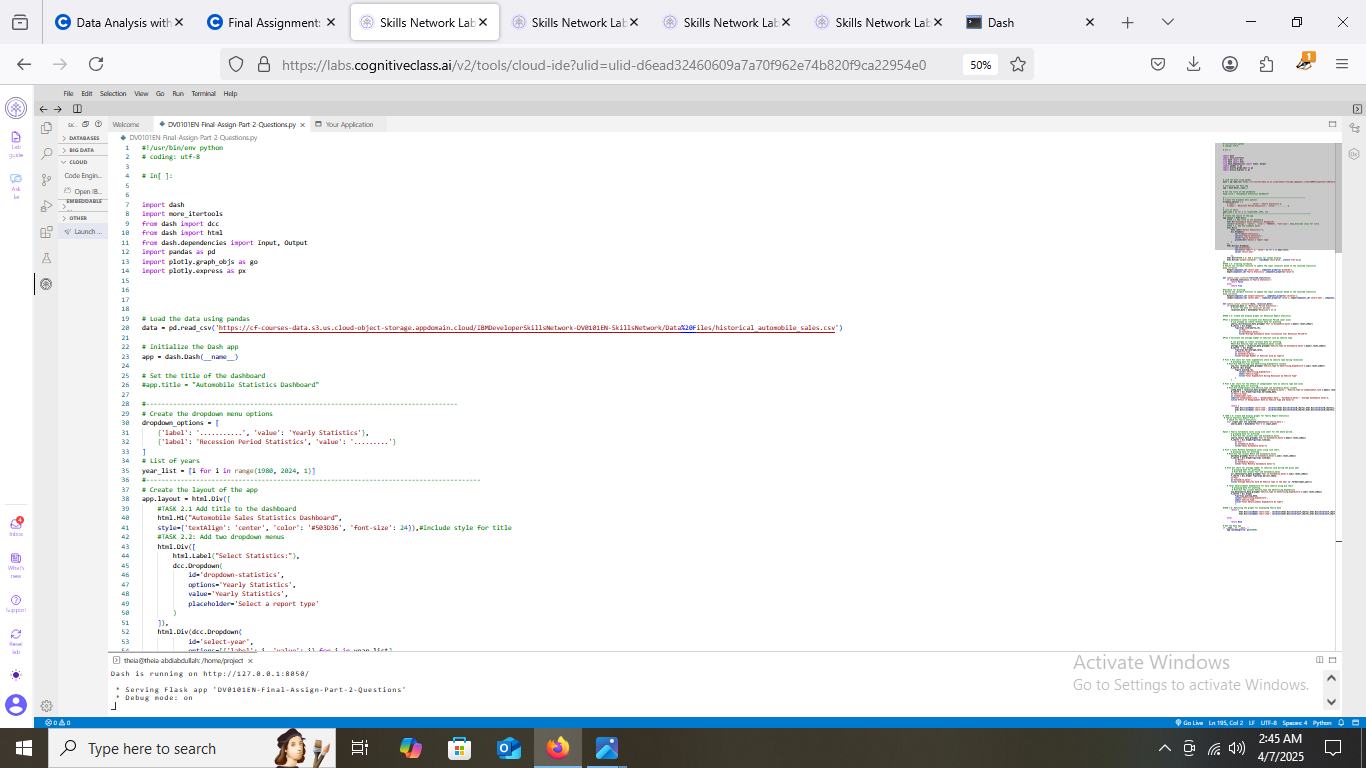 Data Analysis with
Final Assignment:
Skills Network Lab
Skills Network Lab
Skills Network Lab
Skills Network Lab
Dash
https://labs.cognitiveclass.ai/v2/tools/cloud-ide?ulid=ulid-d6ead32460609a7a70f962e74b820f9ca22954e0
50%
1
File Edit Selection View Go Run Terminal Help
Lab guide
Ask
Inbox
4
What's new
Support
Reset lab
DATABASES
BIG DATA
CLOUD
Code Engin...
Open IB...
EMBEDDABLE
OTHER
Launch ...
Welcome
DV0101EN-Final-Assign-Part-2-Questions.py
Your Application
DV0101EN-Final-Assign-Part-2-Questions.py
1 #!/usr/bin/env python
2 # coding: utf-8
3
4 # In[ ]:
5
6
7 import dash
8 import more_itertools
9 from dash import dcc
10 from dash import html
11 from dash.dependencies import Input, Output
12 import pandas as pd
13 import plotly.graph_objs as go
14 import plotly.express as px
15
16
17
18
19 # Load the data using pandas
20 data = pd.read_csv('https://cf-courses-data.s3.us.cloud-object-storage.appdomain.cloud/IBMDeveloperSkillsNetwork-DV0101EN-SkillsNetwork/Data%20Files/historical_automobile_sales.csv')
21
22 # Initialize the Dash app
23 app = dash.Dash(__name__)
24
25 # Set the title of the dashboard
26 #app.title = "Automobile Statistics Dashboard"
27
28 #---------------------------------------------------------------------------------
29 # Create the dropdown menu options
30 dropdown_options = [
31 {'label': '...........', 'value': 'Yearly Statistics'},
32 {'label': 'Recession Period Statistics', 'value': '.........'}
33 ]
34 # List of years
35 year_list = [i for i in range(1980, 2024, 1)]
36 #---------------------------------------------------------------------------------------
37 # Create the layout of the app
38 app.layout = html.Div([
39 #TASK 2.1 Add title to the dashboard
40 html.H1("Automobile Sales Statistics Dashboard",
41 style={'textAlign': 'center', 'color': '#503D36', 'font-size': 24}),#Include style for title
42 #TASK 2.2: Add two dropdown menus
43 html.Div([
44 html.Label("Select Statistics:"),
45 dcc.Dropdown(
46 id='dropdown-statistics',
47 options='Yearly Statistics',
48 value='Yearly Statistics',
49 placeholder='Select a report type'
50 )
51 ]),
52 html.Div(dcc.Dropdown(
53 id='select-year',
54 options=[{'label': i, 'value': i} for i in year_list],
theia@theia-abdiabdullah: /home/project
Dash is running on http://127.0.0.1:8050/
* Serving Flask app 'DV0101EN-Final-Assign-Part-2-Questions'
* Debug mode: on
Activate Windows
Go to Settings to activate Windows.
0 0
Go Live Ln 195, Col 2 LF UTF-8 Spaces: 4 Python
Type here to search
2:45 AM
4/7/2025